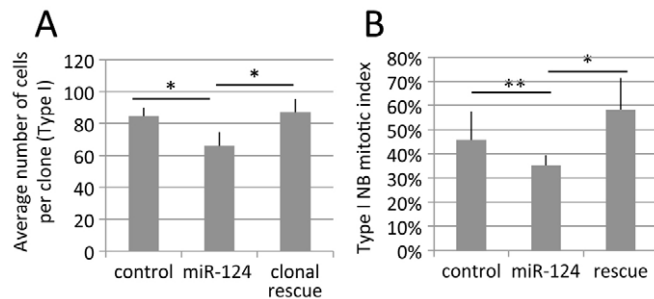 A
Average number of cells
per clone (Type I)
120
100
80
60
40
20
0
*
*
control
miR-124
clonal
rescue
B
Type I NB mitotic index
80%
70%
60%
50%
40%
30%
20%
10%
0%
**
*
control
miR-124
rescue